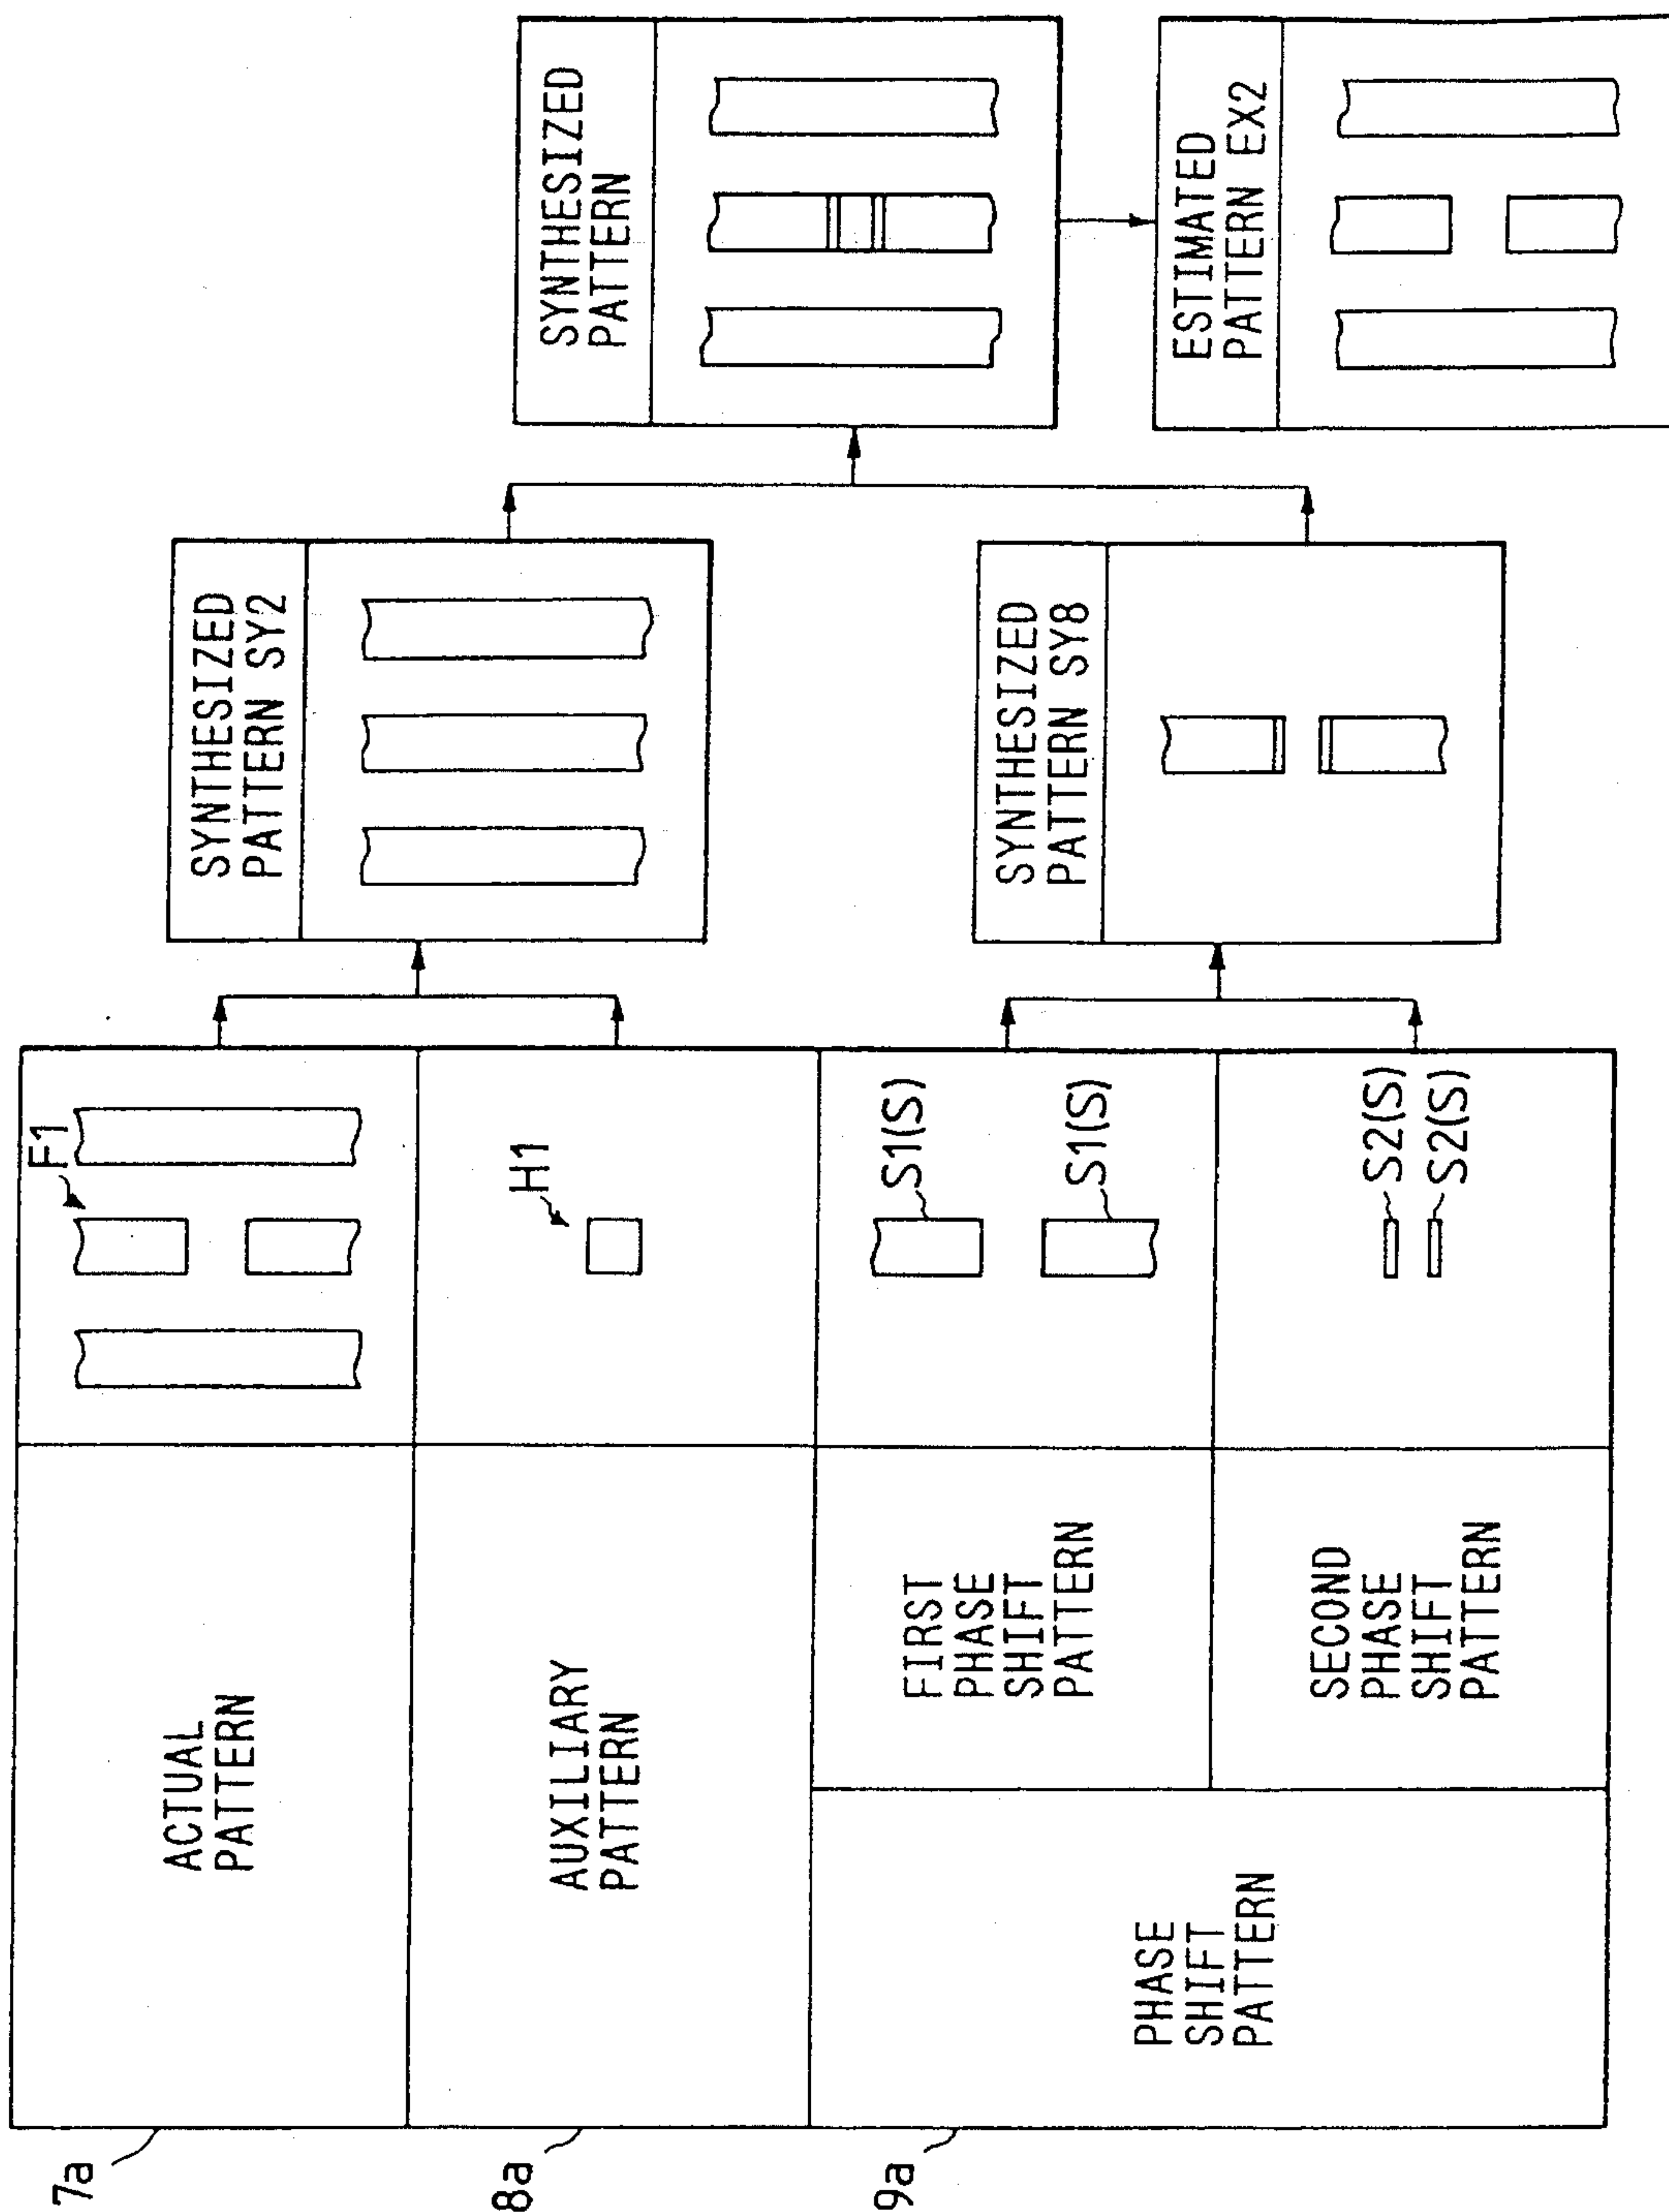 7a
ACTUAL
PATTERN
F1
8a
AUXILIARY
PATTERN
H1
9a
PHASE
SHIFT
PATTERN
FIRST
PHASE
SHIFT
PATTERN
S1(S)
S1(S)
SECOND
PHASE
SHIFT
PATTERN
S2(S)
S2(S)
SYNTHESIZED
PATTERN SY2
SYNTHESIZED
PATTERN SY8
SYNTHESIZED
PATTERN
ESTIMATED
PATTERN EX2